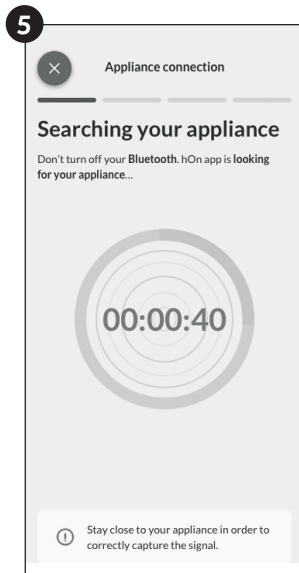 5
Appliance connection
Searching your appliance
Don't turn off your Bluetooth. hOn app is looking
for your appliance...
00:00:40
Stay close to your appliance in order to
correctly capture the signal.